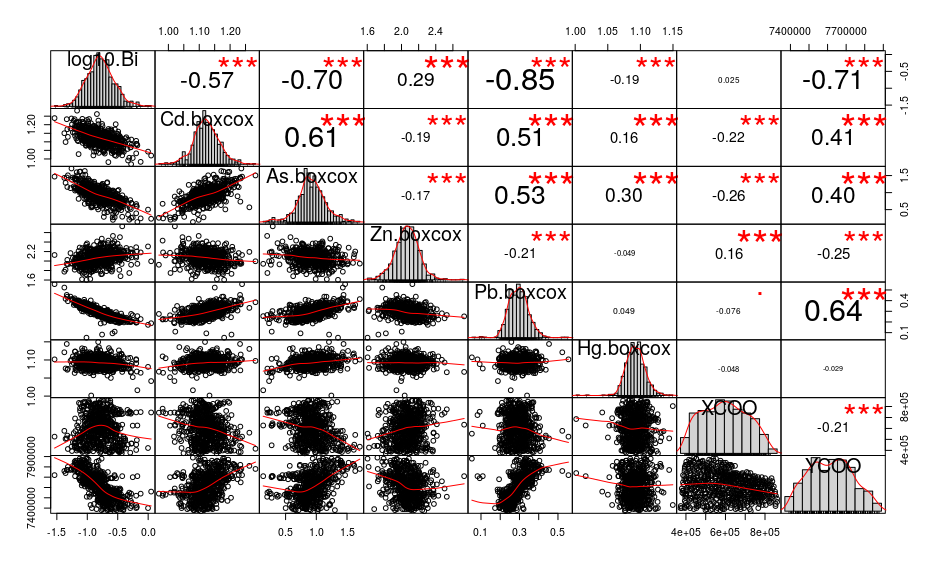 1.00 1.10 1.20 1.6 2.0 2.4 1.00 1.05 1.10 1.15 7400000 7700000
log10.Bi -0.57 *** -0.70 *** 0.29 *** -0.85 *** -0.19 *** 0.025 -0.71 *** -1.5 -0.5
1.00 1.20 Cd.boxcox 0.61 *** -0.19 *** 0.51 *** 0.16 *** -0.22 *** 0.41 ***
As.boxcox -0.17 *** 0.53 *** 0.30 *** -0.26 *** 0.40 *** 0.5 1.5
1.6 2.2 Zn.boxcox -0.21 *** -0.049 0.16 *** -0.25 ***
Pb.boxcox 0.049 -0.076 . 0.64 *** 0.1 0.4
1.00 1.10 Hg.boxcox -0.048 -0.029
XCOO -0.21 *** 4e+05 8e+05
7400000 7900000 YCOO
-1.5 -1.0 -0.5 0.0 0.5 1.0 1.5 0.1 0.3 0.5 4e+05 6e+05 8e+05